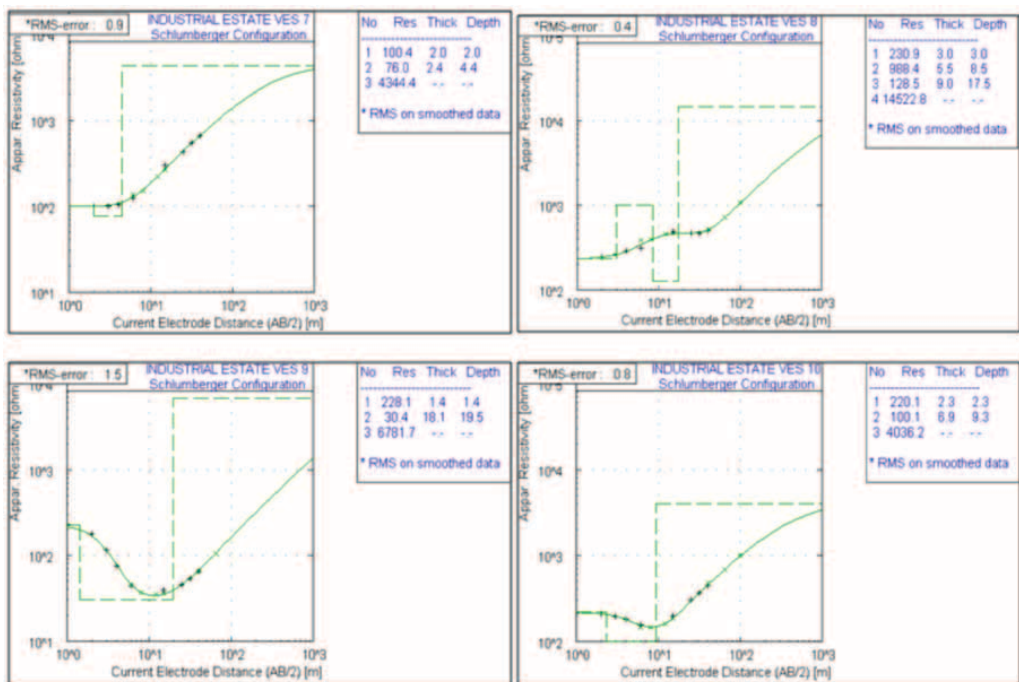 *RMS-error : 0.9
INDUSTRIAL ESTATE VES 7
Schlumberger Configuration
Appar. Resistivity [ohm
10^4
10^3
10^2
10^1
10^0 10^1 10^2 10^3
Current Electrode Distance (AB/2) [m]
No Res Thick Depth
1 100.4 2.0 2.0
2 76.0 2.4 4.4
3 4344.4 -.- -.-
* RMS on smoothed data
*RMS-error : 0.4
INDUSTRIAL ESTATE VES 8
Schlumberger Configuration
Appar. Resistivity [ohm
10^5
10^4
10^3
10^2
10^0 10^1 10^2 10^3
Current Electrode Distance (AB/2) [m]
No Res Thick Depth
1 230.9 3.0 3.0
2 988.4 5.5 8.5
3 128.5 9.0 17.5
4 14522.8 -.- -.-
* RMS on smoothed data
*RMS-error : 1.5
INDUSTRIAL ESTATE VES 9
Schlumberger Configuration
Appar. Resistivity [ohm
10^4
10^3
10^2
10^1
10^0 10^1 10^2 10^3
Current Electrode Distance (AB/2) [m]
No Res Thick Depth
1 228.1 1.4 1.4
2 30.4 18.1 19.5
3 6781.7 -.- -.-
* RMS on smoothed data
*RMS-error : 0.8
INDUSTRIAL ESTATE VES 10
Schlumberger Configuration
Appar. Resistivity [ohm
10^5
10^4
10^3
10^2
10^0 10^1 10^2 10^3
Current Electrode Distance (AB/2) [m]
No Res Thick Depth
1 220.1 2.3 2.3
2 100.1 6.9 9.3
3 4036.2 -.- -.-
* RMS on smoothed data